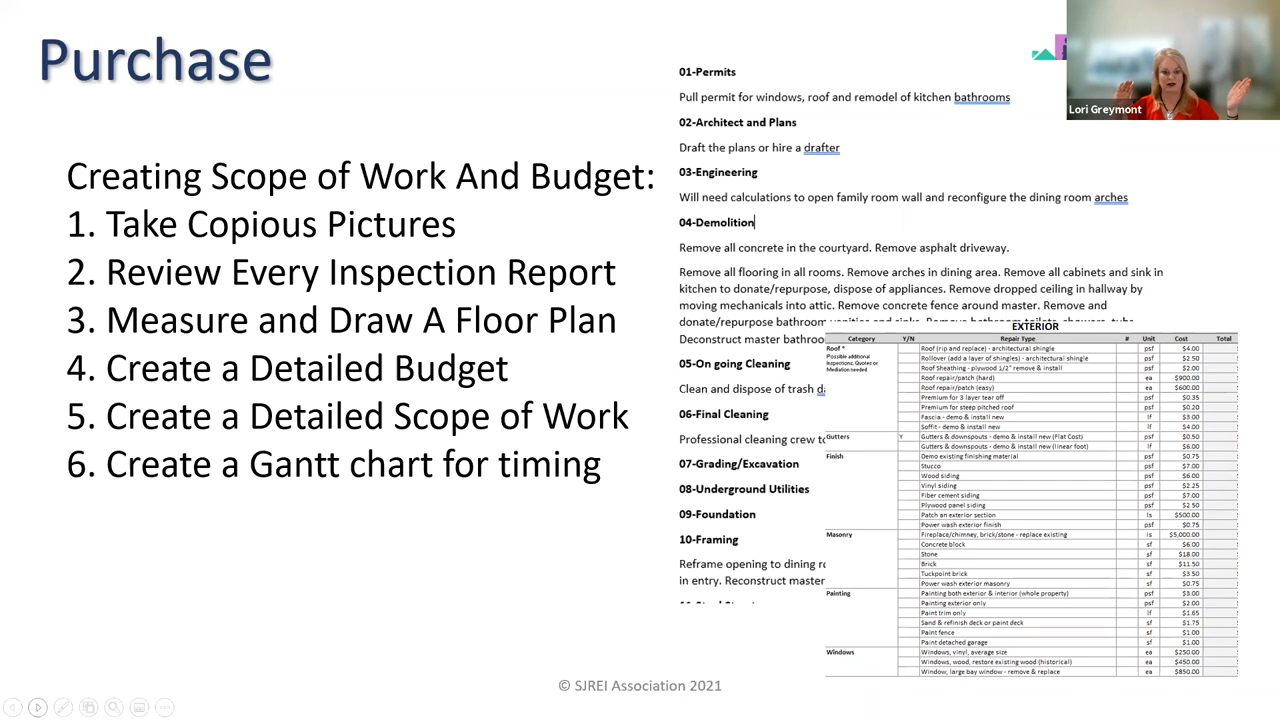 Purchase
Creating Scope of Work And Budget:
1. Take Copious Pictures
2. Review Every Inspection Report
3. Measure and Draw A Floor Plan
4. Create a Detailed Budget
5. Create a Detailed Scope of Work
6. Create a Gantt chart for timing
01-Permits
Pull permit for windows, roof and remodel of kitchen bathrooms
02-Architect and Plans
Draft the plans or hire a drafter
03-Engineering
Will need calculations to open family room wall and reconfigure the dining room arches
04-Demolition
Remove all concrete in the courtyard. Remove asphalt driveway.
Remove all flooring in all rooms. Remove arches in dining area. Remove all cabinets and sink in
kitchen to donate/repurpose, dispose of appliances. Remove dropped ceiling in hallway by
moving mechanicals into attic. Remove concrete fence around master. Remove and
donate/repurpose bathroom vanities and sinks. Remove bathroom toilets, showers, tubs.
Deconstruct master bathroo
05-On going Cleaning
Clean and dispose of trash da
06-Final Cleaning
Professional cleaning crew to
07-Grading/Excavation
08-Underground Utilities
09-Foundation
10-Framing
Reframe opening to dining ro
in entry. Reconstruct master
EXTERIOR
Category Y/N Repair Type # Unit Cost Total
Roof * Roof (rip and replace) - architectural shingle psf $4.00
Possible additional
Inspections, Quotes or
Mediation needed
Rollover (add a layer of shingles) - architectural shingle psf $2.50
Roof Sheathing - plywood 1/2" remove & install psf $2.00
Roof repair/patch (hard) ea $900.00
Roof repair/patch (easy) ea $600.00
Premium for 3 layer tear off psf $0.35
Premium for steep pitched roof psf $0.20
Fascia - demo & install new lf $3.00
Soffit - demo & install new lf $4.00
Gutters Y Gutters & downspouts - demo & install new (Flat Cost) psf $0.50
Gutters & downspouts - demo & install new (linear foot) lf $6.00
Finish Demo existing finishing material psf $0.75
Stucco psf $7.00
Wood siding psf $6.00
Vinyl siding psf $2.25
Fiber cement siding psf $7.00
Plywood panel siding psf $2.50
Patch an exterior section ls $500.00
Power wash exterior finish psf $0.75
Masonry Fireplace/chimney, brick/stone - replace existing ls $5,000.00
Concrete block sf $6.00
Stone sf $18.00
Brick sf $11.50
Tuckpoint brick sf $3.50
Power wash exterior masonry sf $0.75
Painting Painting both exterior & interior (whole property) psf $3.00
Painting exterior only psf $2.00
Paint trim only lf $1.65
Sand & refinish deck or paint deck sf $1.75
Paint fence sf $1.00
Paint detached garage sf $1.00
Windows Windows, vinyl, average size ea $250.00
Windows, wood, restore existing wood (historical) ea $450.00
Window, large bay window - remove & replace ea $850.00
Lori Greymont
© SJREI Association 2021